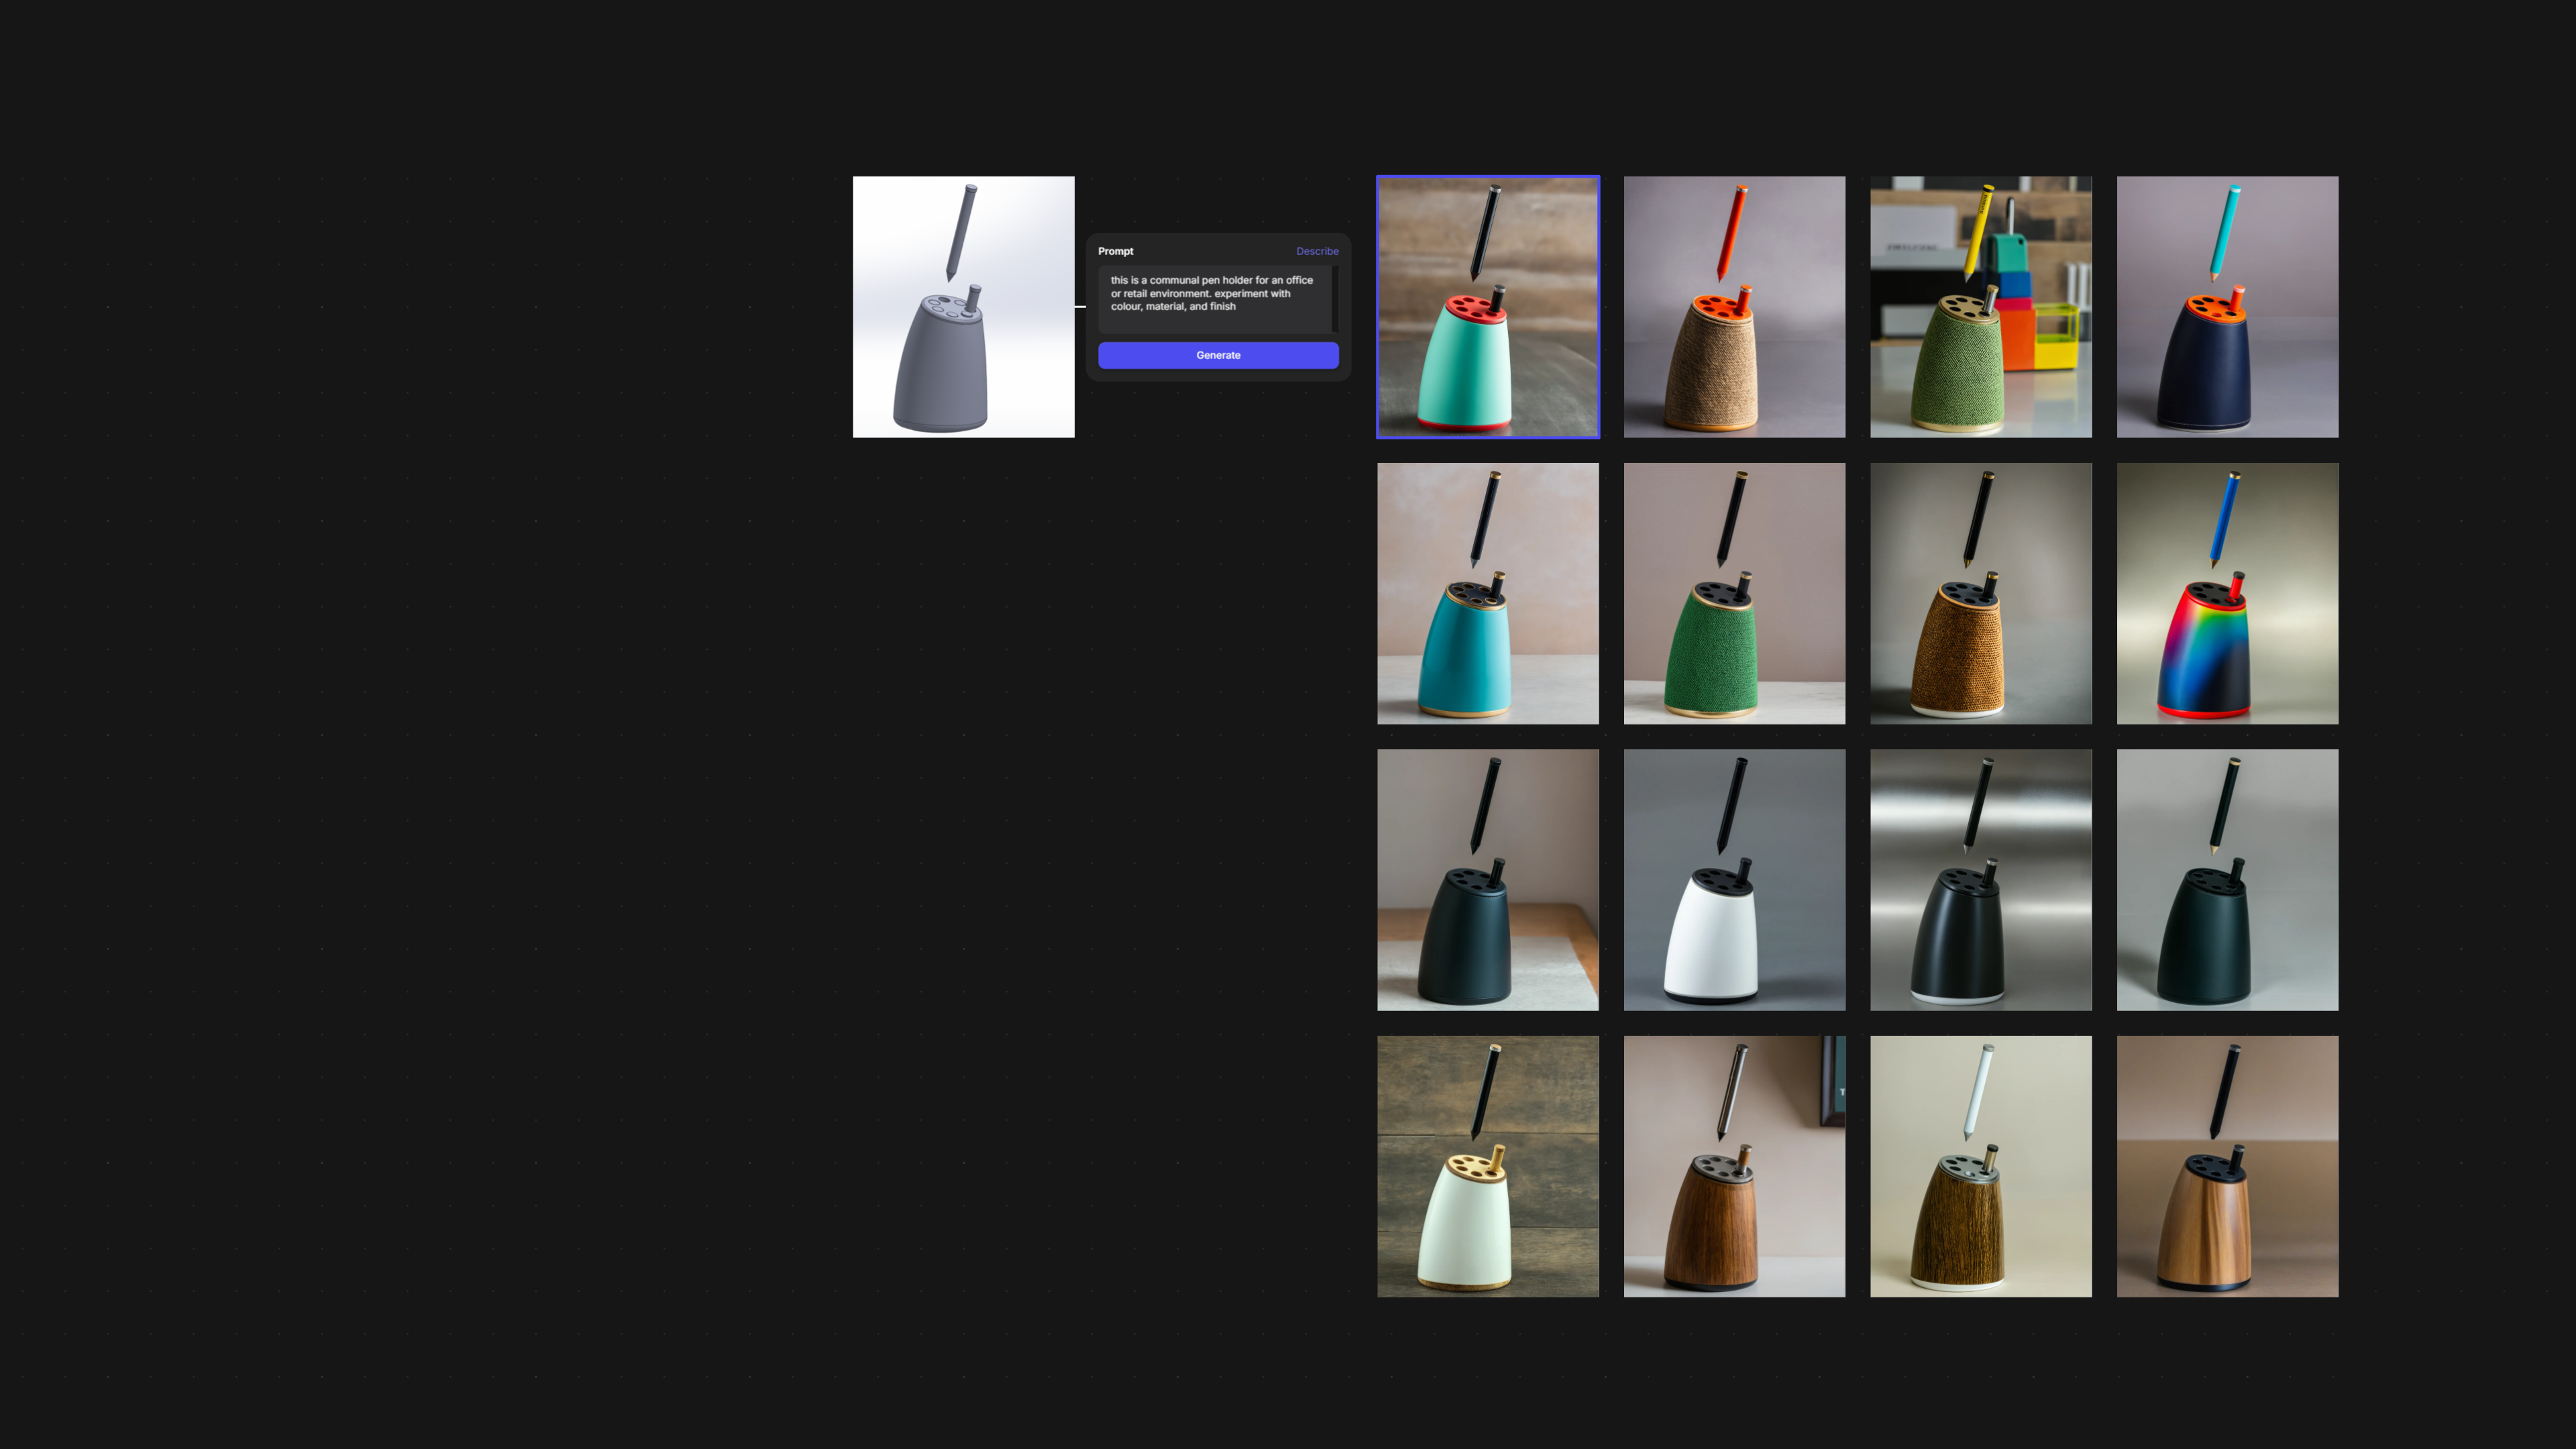 Prompt
Describe
this is a communal pen holder for an office
or retail environment. experiment with
colour, material, and finish
Generate